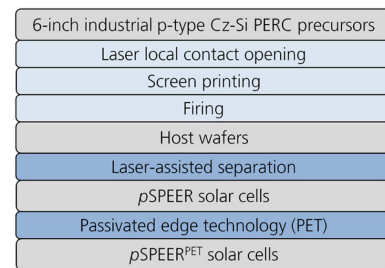 6-inch industrial p-type Cz-Si PERC precursors
Laser local contact opening
Screen printing
Firing
Host wafers
Laser-assisted separation
pSPEER solar cells
Passivated edge technology (PET)
pSPEERPET solar cells